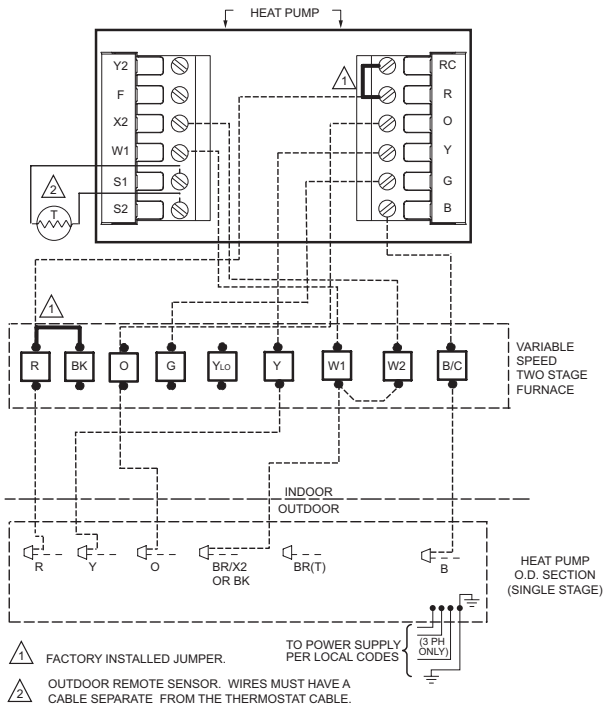 HEAT PUMP
Y2
F
X2
W1
S1
S2
RC
R
O
Y
G
B
1
2
T
1
R
BK
O
G
YLO
Y
W1
W2
B/C
VARIABLE
SPEED
TWO STAGE
FURNACE
INDOOR
OUTDOOR
R
Y
O
BR/X2
OR BK
BR(T)
B
HEAT PUMP
O.D. SECTION
(SINGLE STAGE)
TO POWER SUPPLY
PER LOCAL CODES
(3 PH
ONLY)
1 FACTORY INSTALLED JUMPER.
2 OUTDOOR REMOTE SENSOR. WIRES MUST HAVE A
CABLE SEPARATE FROM THE THERMOSTAT CABLE.